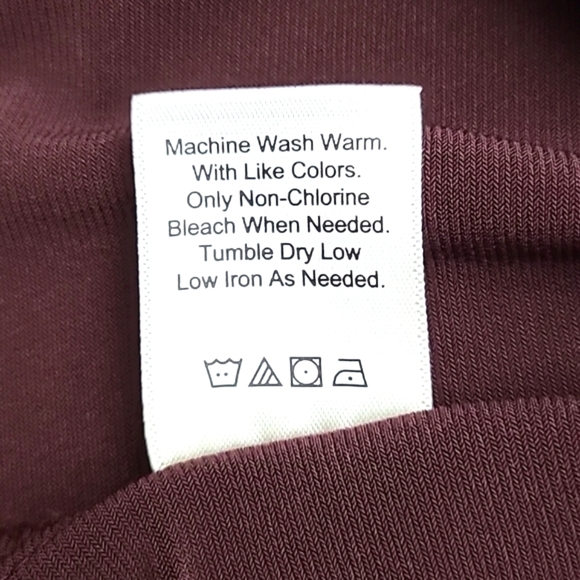 Machine Wash Warm.
With Like Colors.
Only Non-Chlorine
Bleach When Needed.
Tumble Dry Low
Low Iron As Needed.